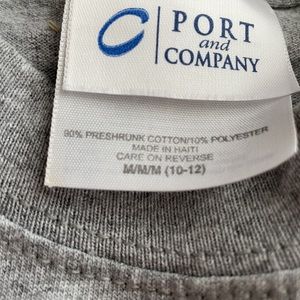 PORT
and
COMPANY
90% PRESHRUNK COTTON/10% POLYESTER
MADE IN HAITI
CARE ON REVERSE
M/M/M (10-12)